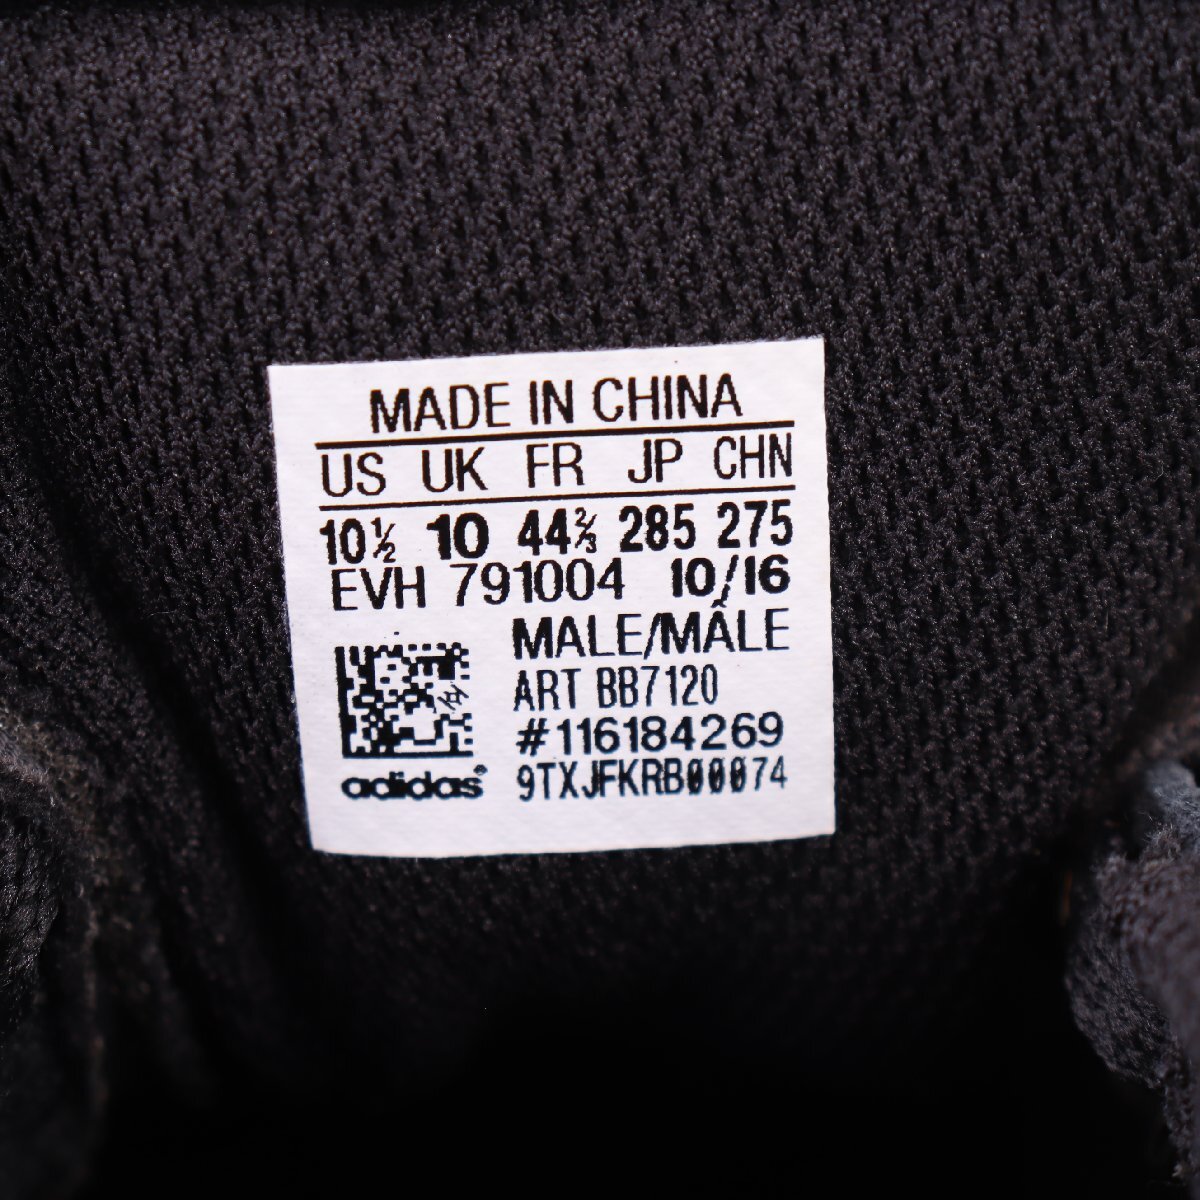 MADE IN CHINA
US UK FR JP CHN
10½ 10 44⅔ 285 275
EVH 791004 10/16
MALE/MÂLE
ART BB7120
#116184269
adidas® 9TXJFKRB00074